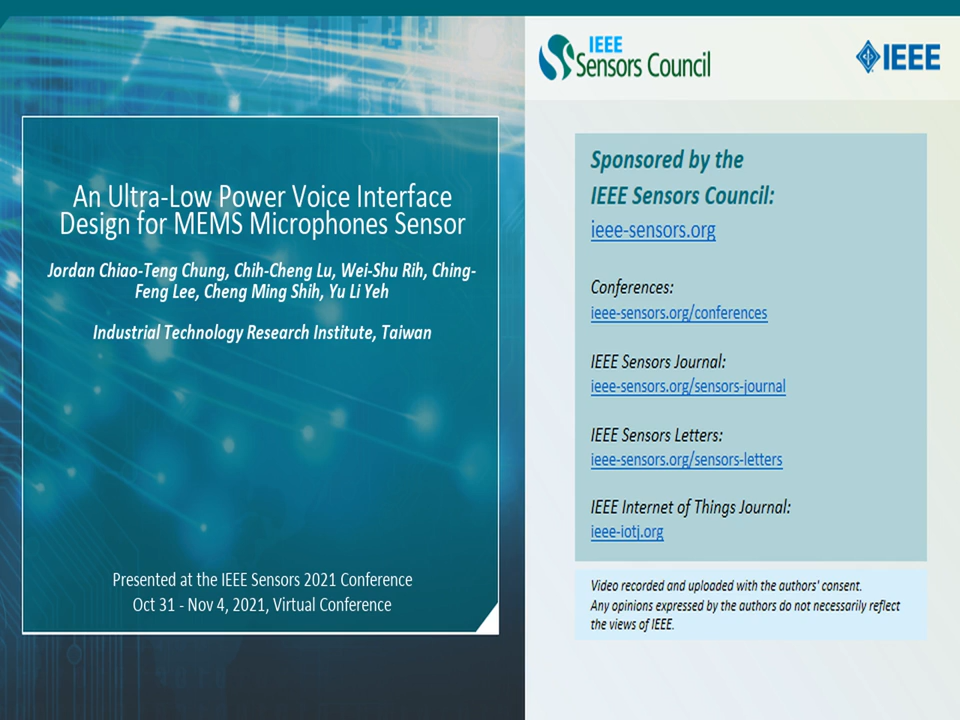 An Ultra-Low Power Voice Interface
Design for MEMS Microphones Sensor
Jordan Chiao-Teng Chung, Chih-Cheng Lu, Wei-Shu Rih, Ching-
Feng Lee, Cheng Ming Shih, Yu Li Yeh
Industrial Technology Research Institute, Taiwan
Presented at the IEEE Sensors 2021 Conference
Oct 31 - Nov 4, 2021, Virtual Conference
IEEE
Sensors Council
IEEE
Sponsored by the
IEEE Sensors Council:
ieee-sensors.org
Conferences:
ieee-sensors.org/conferences
IEEE Sensors Journal:
ieee-sensors.org/sensors-journal
IEEE Sensors Letters:
ieee-sensors.org/sensors-letters
IEEE Internet of Things Journal:
ieee-iotj.org
Video recorded and uploaded with the authors' consent.
Any opinions expressed by the authors do not necessarily reflect
the views of IEEE.